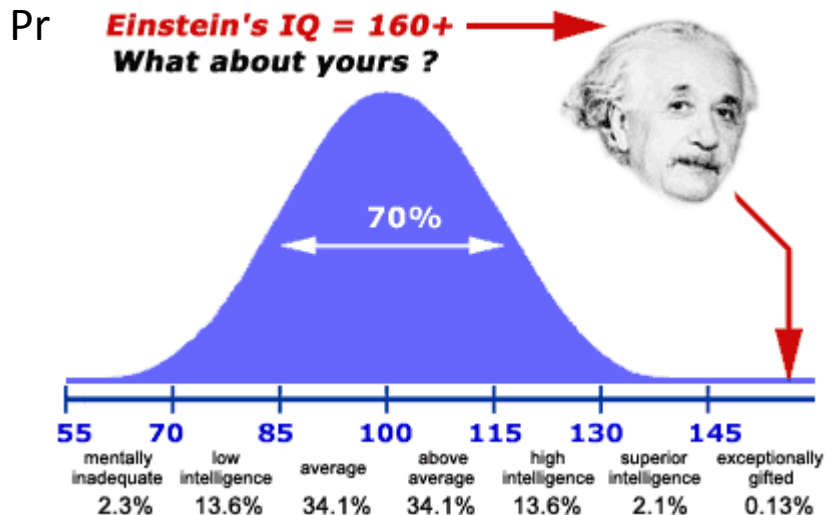 Pr
Einstein's IQ = 160+
What about yours ?
70%
55 70 85 100 115 130 145
mentally inadequate low intelligence average above average high intelligence superior intelligence exceptionally gifted
2.3% 13.6% 34.1% 34.1% 13.6% 2.1% 0.13%